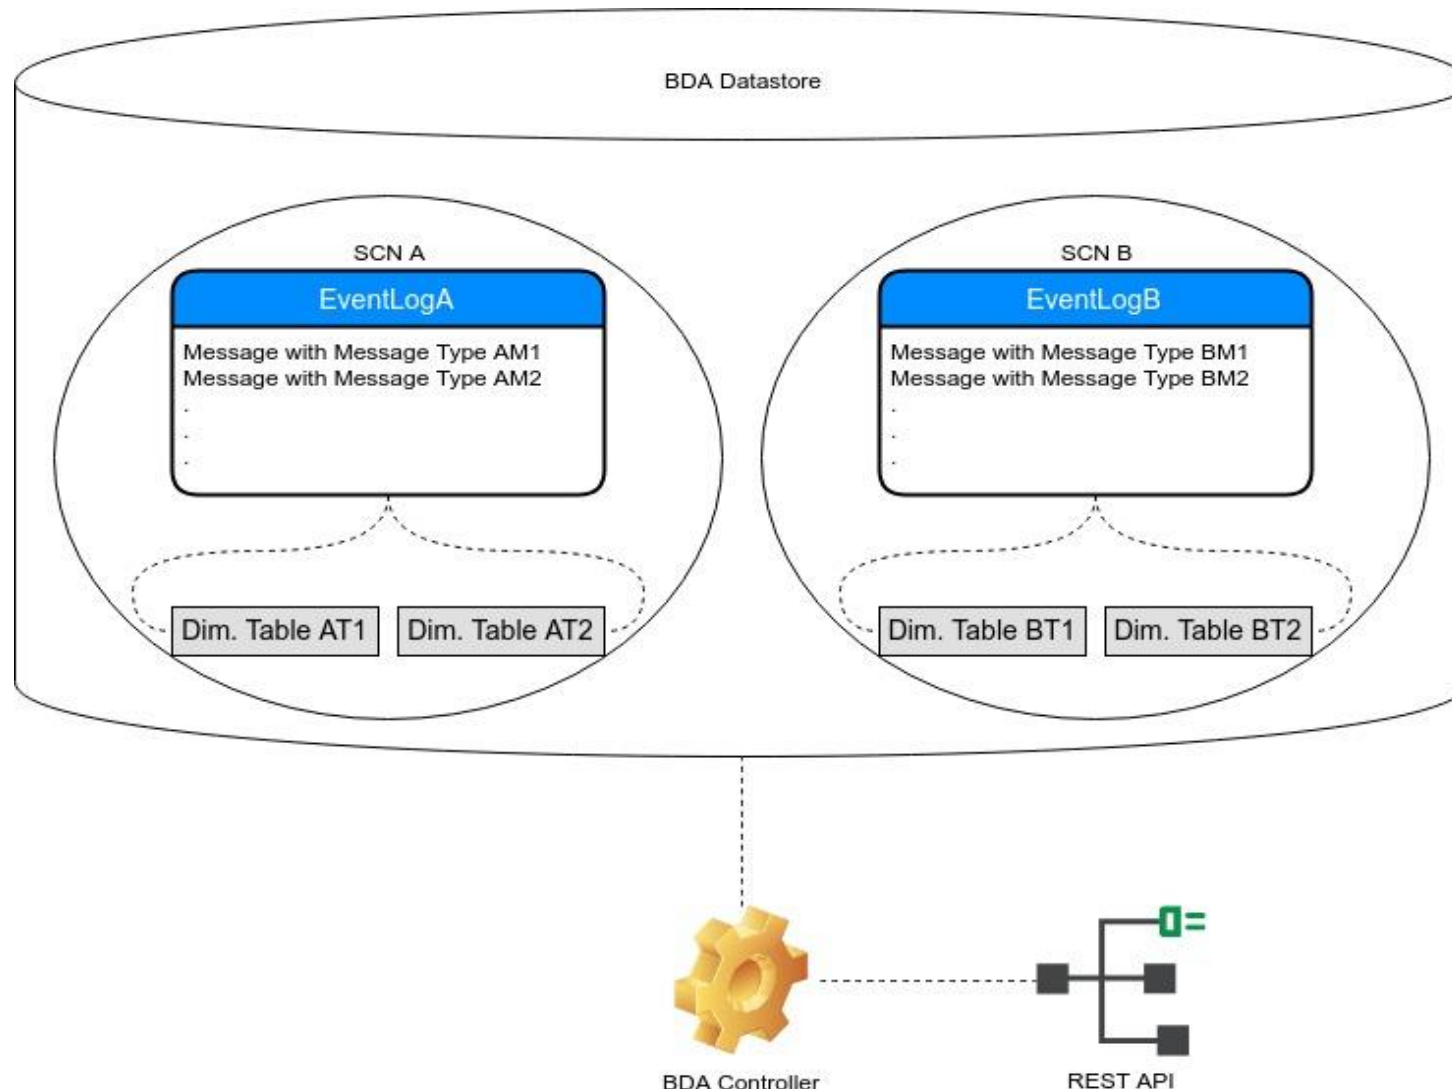 BDA Datastore
SCN A
EventLogA
Message with Message Type AM1
Message with Message Type AM2
.
.
.
Dim. Table AT1
Dim. Table AT2
SCN B
EventLogB
Message with Message Type BM1
Message with Message Type BM2
.
.
.
Dim. Table BT1
Dim. Table BT2
BDA Controller
REST API